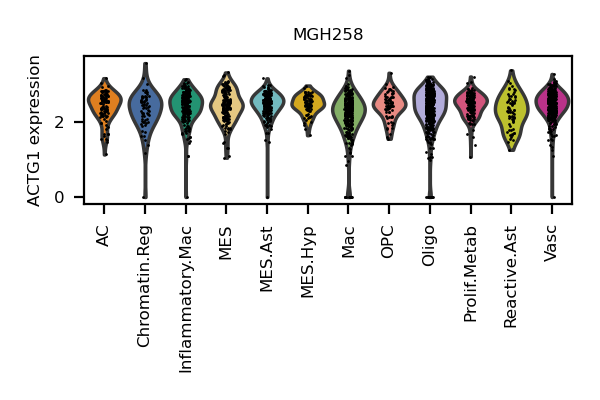 MGH258
ACTG1 expression
2
0
AC
Chromatin.Reg
Inflammatory.Mac
MES
MES.Ast
MES.Hyp
Mac
OPC
Oligo
Prolif.Metab
Reactive.Ast
Vasc